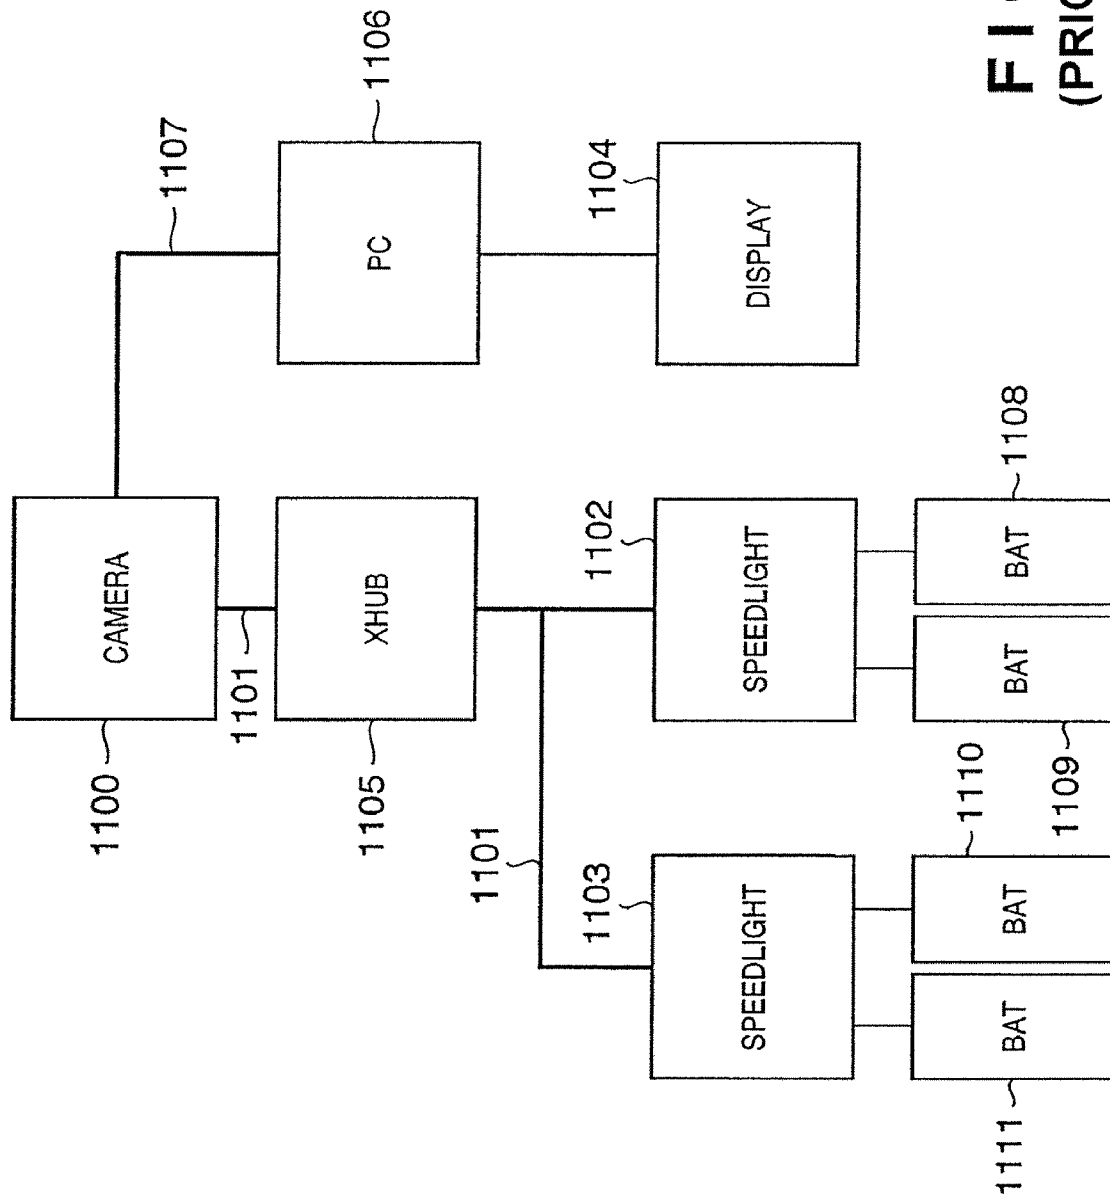 1100
CAMERA
1107
1101
1105
XHUB
PC
1106
1101
1103
1102
1104
SPEEDLIGHT
SPEEDLIGHT
DISPLAY
1110
1111
BAT
BAT
BAT
BAT
1108
1109
F I
(PRI